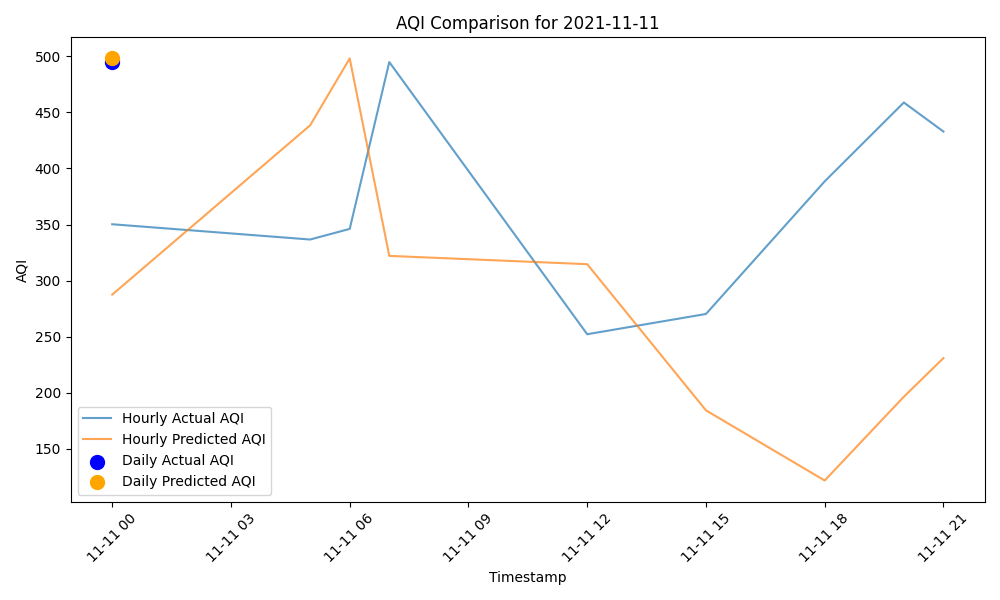 AQI Comparison for 2021-11-11
AQI
500
450
400
350
300
250
200
150
Hourly Actual AQI
Hourly Predicted AQI
Daily Actual AQI
Daily Predicted AQI
11-11 00
11-11 03
11-11 06
11-11 09
11-11 12
11-11 15
11-11 18
11-11 21
Timestamp